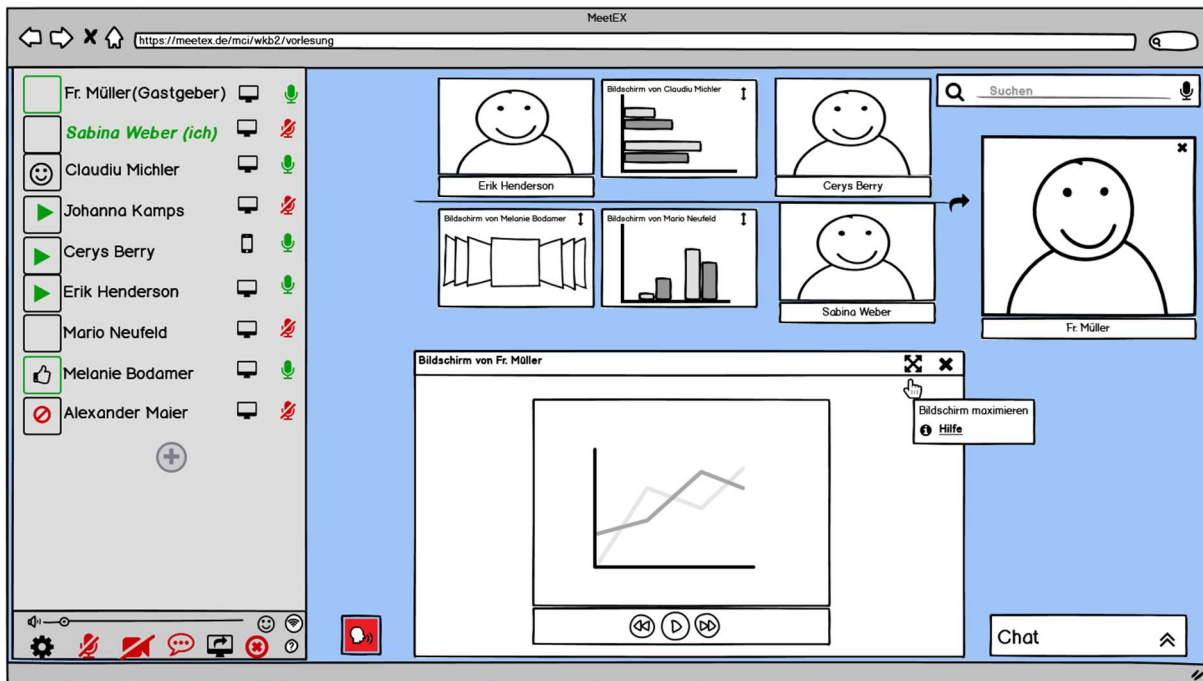 MeetEX
https://meetex.de/mci/wkb2/vorlesung
Fr. Müller(Gastgeber)
Sabina Weber (ich)
Claudiu Michler
Johanna Kamps
Cerys Berry
Erik Henderson
Mario Neufeld
Melanie Bodamer
Alexander Maier
Erik Henderson
Bildschirm von Claudiu Michler
Cerys Berry
Bildschirm von Melanie Bodamer
Bildschirm von Mario Neufeld
Sabina Weber
Suchen
Fr. Müller
Bildschirm von Fr. Müller
Bildschirm maximieren
Hilfe
Chat